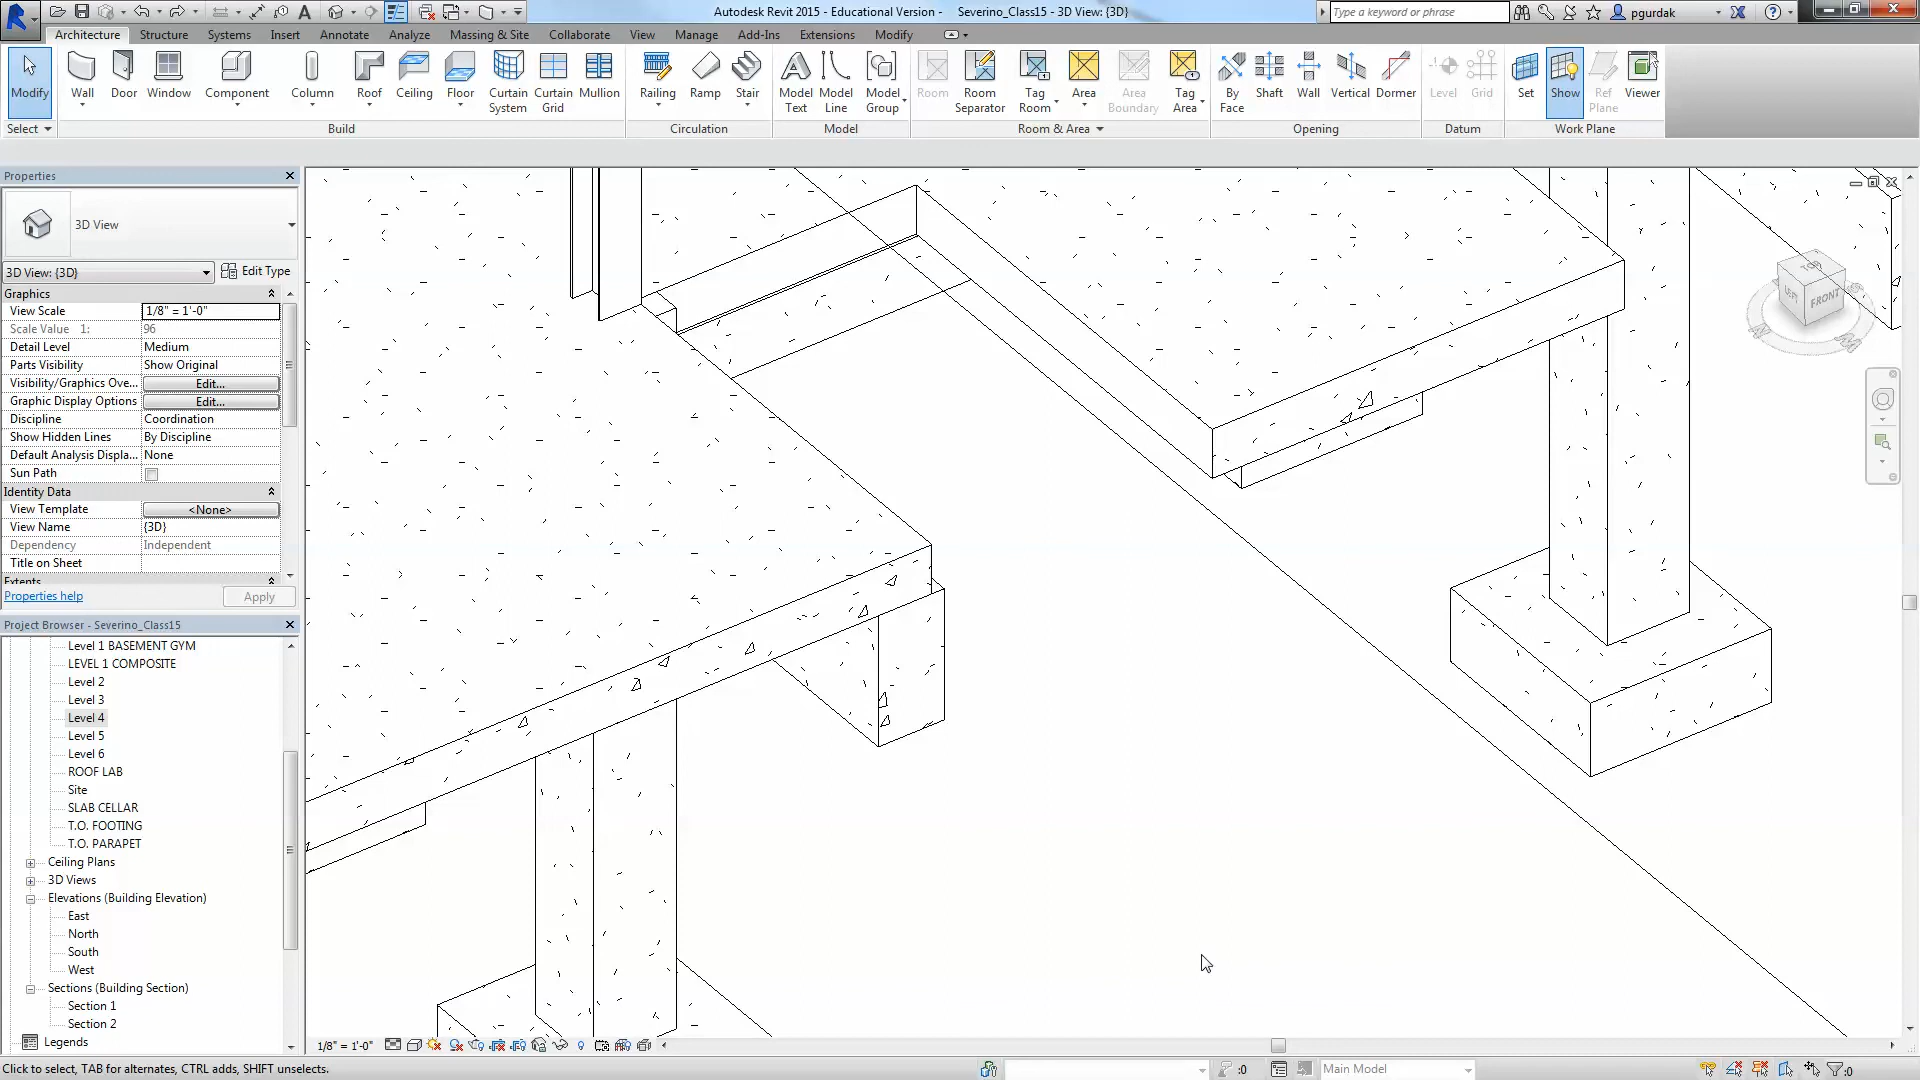 Autodesk Revit 2015 - Educational Version - Severino_Class15 - 3D View: {3D}
Type a keyword or phrase
pgurdak
Architecture Structure Systems Insert Annotate Analyze Massing & Site Collaborate View Manage Add-Ins Extensions Modify
Modify Wall Door Window Component Column Roof Ceiling Floor Curtain System Curtain Grid Mullion Railing Ramp Stair Model Text Model Line Model Group Room Room Separator Tag Room Area Area Boundary Tag Area By Face Shaft Wall Vertical Dormer Level Grid Set Show Ref Plane Viewer
Select Build Circulation Model Room & Area Opening Datum Work Plane
Properties
3D View
3D View: {3D} Edit Type
Graphics
View Scale 1/8" = 1'-0"
Scale Value 1: 96
Detail Level Medium
Parts Visibility Show Original
Visibility/Graphics Ove... Edit...
Graphic Display Options Edit...
Discipline Coordination
Show Hidden Lines By Discipline
Default Analysis Displa... None
Sun Path
Identity Data
View Template <None>
View Name {3D}
Dependency Independent
Title on Sheet
Extents
Properties help Apply
Project Browser - Severino_Class15
Level 1 BASEMENT GYM
LEVEL 1 COMPOSITE
Level 2
Level 3
Level 4
Level 5
Level 6
ROOF LAB
Site
SLAB CELLAR
T.O. FOOTING
T.O. PARAPET
Ceiling Plans
3D Views
Elevations (Building Elevation)
East
North
South
West
Sections (Building Section)
Section 1
Section 2
Legends
TOP
LEFT
FRONT
1/8" = 1'-0"
Click to select, TAB for alternates, CTRL adds, SHIFT unselects.
:0
Main Model
:0